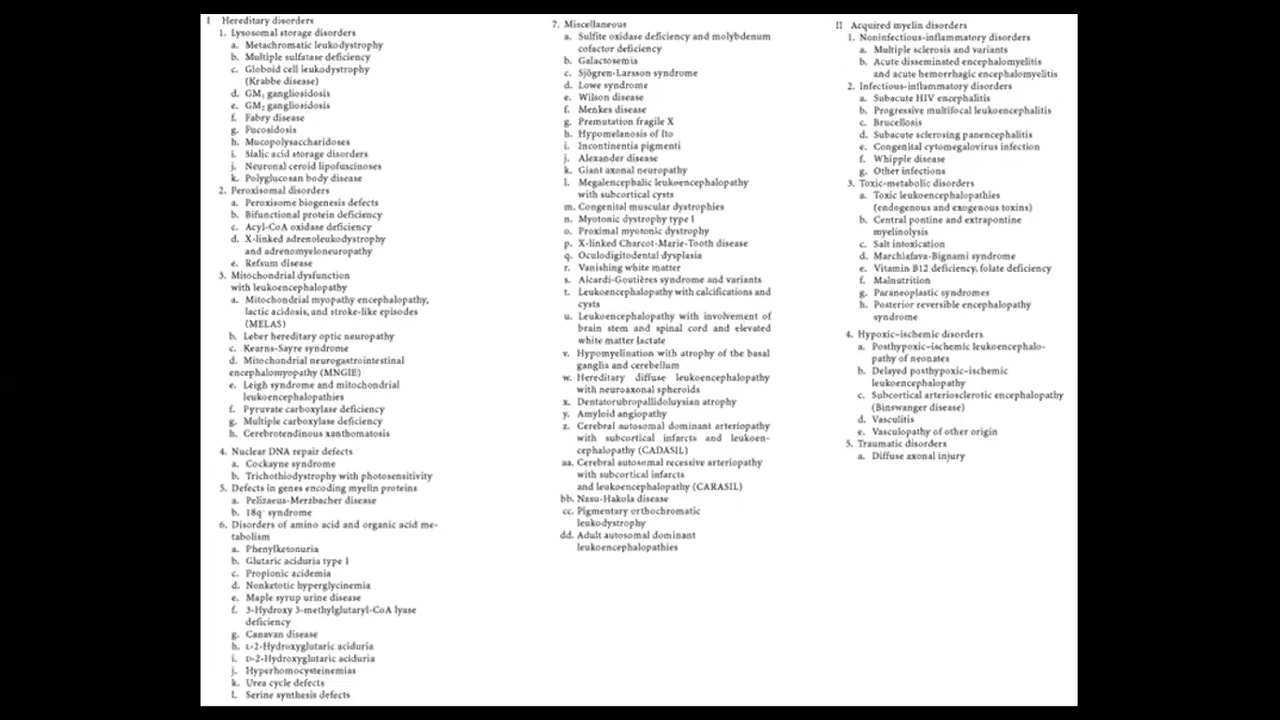 I Hereditary disorders
1. Lysosomal storage disorders
a. Metachromatic leukodystrophy
b. Multiple sulfatase deficiency
c. Globoid cell leukodystrophy
(Krabbe disease)
d. GM₁ gangliosidosis
e. GM₂ gangliosidosis
f. Fabry disease
g. Fucosidosis
h. Mucopolysaccharidoses
i. Sialic acid storage disorders
j. Neuronal ceroid lipofuscinoses
k. Polyglucosan body disease
2. Peroxisomal disorders
a. Peroxisome biogenesis defects
b. Bifunctional protein deficiency
c. Acyl-CoA oxidase deficiency
d. X-linked adrenoleukodystrophy
and adrenomyeloneuropathy
e. Refsum disease
3. Mitochondrial dysfunction
with leukoencephalopathy
a. Mitochondrial myopathy encephalopathy,
lactic acidosis, and stroke-like episodes
(MELAS)
b. Leber hereditary optic neuropathy
c. Kearns-Sayre syndrome
d. Mitochondrial neurogastrointestinal
encephalomyopathy (MNGIE)
e. Leigh syndrome and mitochondrial
leukoencephalopathies
f. Pyruvate carboxylase deficiency
g. Multiple carboxylase deficiency
h. Cerebrotendinous xanthomatosis
4. Nuclear DNA repair defects
a. Cockayne syndrome
b. Trichothiodystrophy with photosensitivity
5. Defects in genes encoding myelin proteins
a. Pelizaeus-Merzbacher disease
b. 18q⁻ syndrome
6. Disorders of amino acid and organic acid me-
tabolism
a. Phenylketonuria
b. Glutaric aciduria type 1
c. Propionic acidemia
d. Nonketotic hyperglycinemia
e. Maple syrup urine disease
f. 3-Hydroxy 3-methylglutaryl-CoA lyase
deficiency
g. Canavan disease
h. L-2-Hydroxyglutaric aciduria
i. D-2-Hydroxyglutaric aciduria
j. Hyperhomocysteinemias
k. Urea cycle defects
l. Serine synthesis defects
7. Miscellaneous
a. Sulfite oxidase deficiency and molybdenum
cofactor deficiency
b. Galactosemia
c. Sjögren-Larsson syndrome
d. Lowe syndrome
e. Wilson disease
f. Menkes disease
g. Premutation fragile X
h. Hypomelanosis of Ito
i. Incontinentia pigmenti
j. Alexander disease
k. Giant axonal neuropathy
l. Megalencephalic leukoencephalopathy
with subcortical cysts
m. Congenital muscular dystrophies
n. Myotonic dystrophy type 1
o. Proximal myotonic dystrophy
p. X-linked Charcot-Marie-Tooth disease
q. Oculodigitodental dysplasia
r. Vanishing white matter
s. Aicardi-Goutières syndrome and variants
t. Leukoencephalopathy with calcifications and
cysts
u. Leukoencephalopathy with involvement of
brain stem and spinal cord and elevated
white matter lactate
v. Hypomyelination with atrophy of the basal
ganglia and cerebellum
w. Hereditary diffuse leukoencephalopathy
with neuroaxonal spheroids
x. Dentatorubropallidoluysian atrophy
y. Amyloid angiopathy
z. Cerebral autosomal dominant arteriopathy
with subcortical infarcts and leukoen-
cephalopathy (CADASIL)
aa. Cerebral autosomal recessive arteriopathy
with subcortical infarcts
and leukoencephalopathy (CARASIL)
bb. Nasu-Hakola disease
cc. Pigmentary orthochromatic
leukodystrophy
dd. Adult autosomal dominant
leukoencephalopathies
II Acquired myelin disorders
1. Noninfectious-inflammatory disorders
a. Multiple sclerosis and variants
b. Acute disseminated encephalomyelitis
and acute hemorrhagic encephalomyelitis
2. Infectious-inflammatory disorders
a. Subacute HIV encephalitis
b. Progressive multifocal leukoencephalitis
c. Brucellosis
d. Subacute sclerosing panencephalitis
e. Congenital cytomegalovirus infection
f. Whipple disease
g. Other infections
3. Toxic-metabolic disorders
a. Toxic leukoencephalopathies
(endogenous and exogenous toxins)
b. Central pontine and extrapontine
myelinolysis
c. Salt intoxication
d. Marchiafava-Bignami syndrome
e. Vitamin B12 deficiency, folate deficiency
f. Malnutrition
g. Paraneoplastic syndromes
h. Posterior reversible encephalopathy
syndrome
4. Hypoxic–ischemic disorders
a. Posthypoxic–ischemic leukoencephalo-
pathy of neonates
b. Delayed posthypoxic–ischemic
leukoencephalopathy
c. Subcortical arteriosclerotic encephalopathy
(Binswanger disease)
d. Vasculitis
e. Vasculopathy of other origin
5. Traumatic disorders
a. Diffuse axonal injury